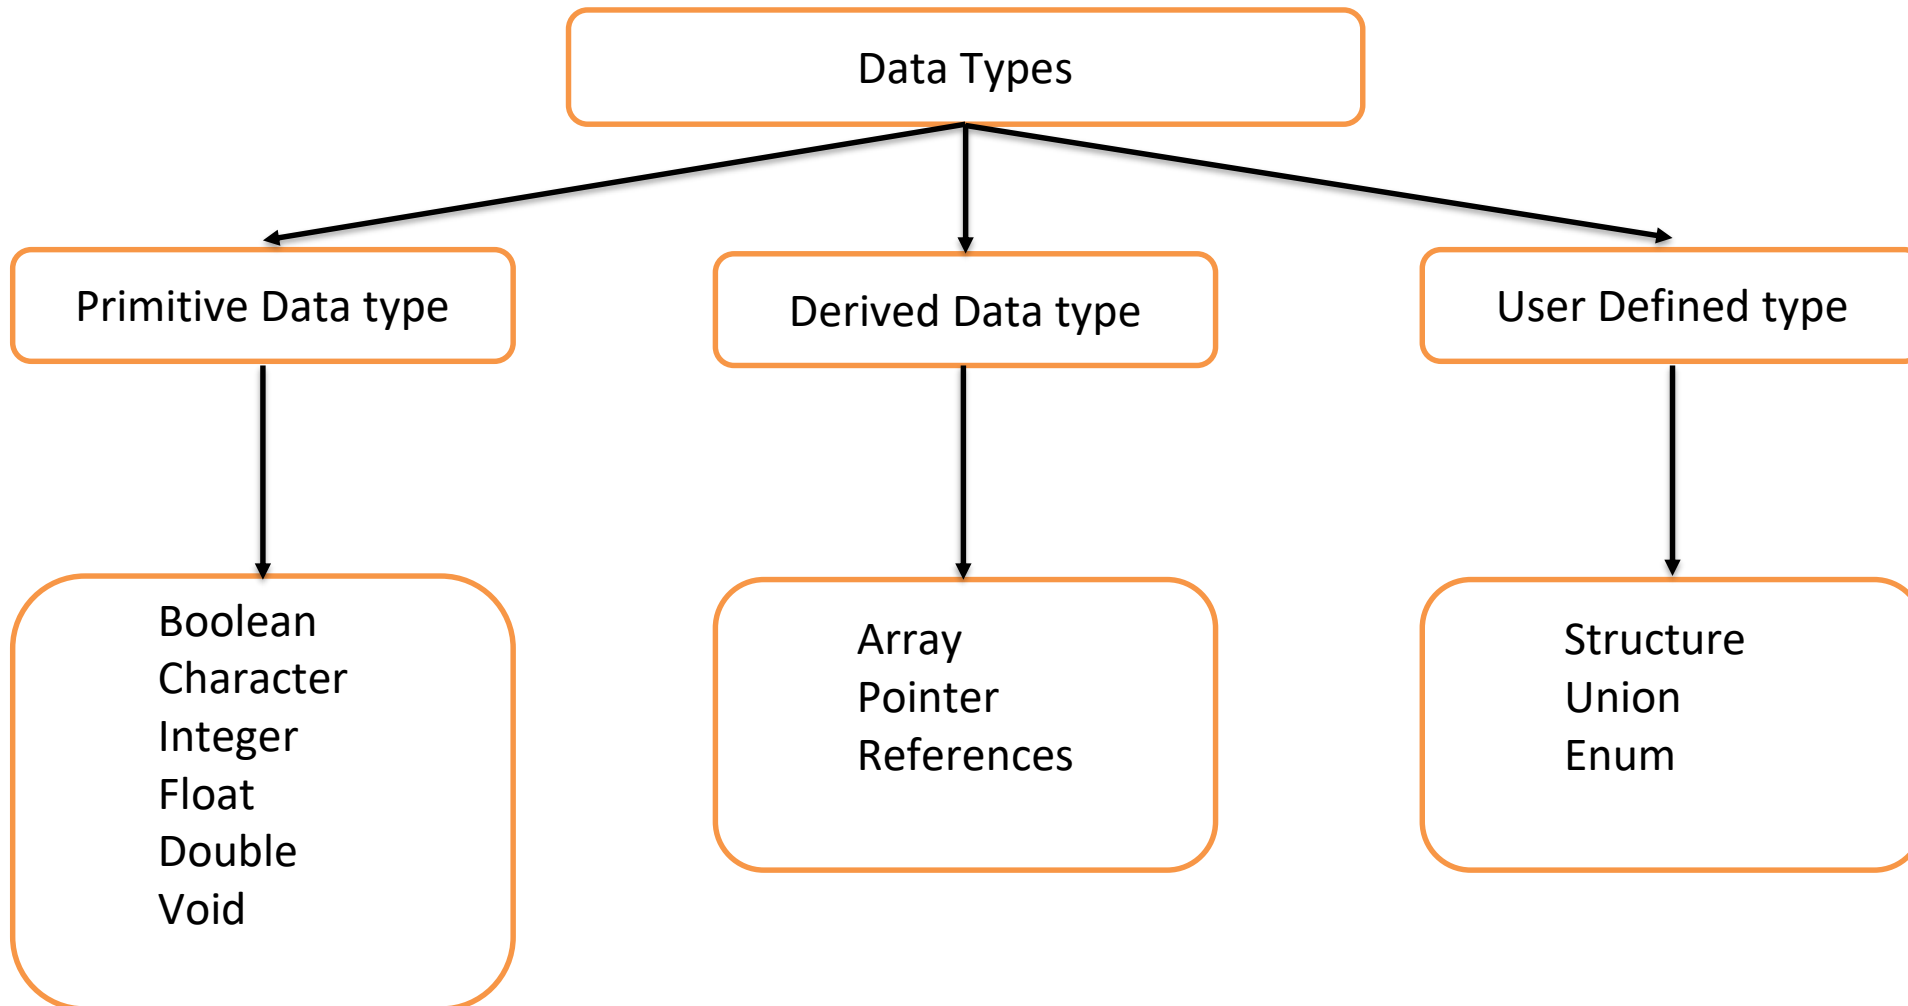 Data Types
Primitive Data type
Derived Data type
User Defined type
Boolean
Character
Integer
Float
Double
Void
Array
Pointer
References
Structure
Union
Enum